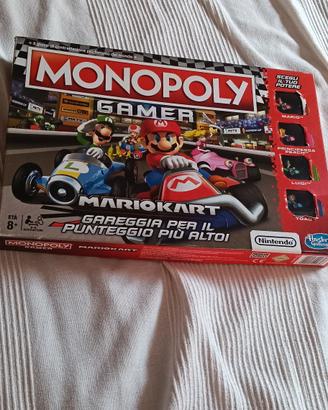 MONOPOLY
GAMER
SCEGLI
IL TUO
POTERE
MARIO
PRINCIPESSA
PEACH
LUIGI
TOAD
MARIOKART
GAREGGIA PER IL
PUNTEGGIO PIÙ ALTO!
ETÀ
8+
Nintendo
Hasbro
Gaming
MONOPOLY
GAMER
MARIOKART
CE